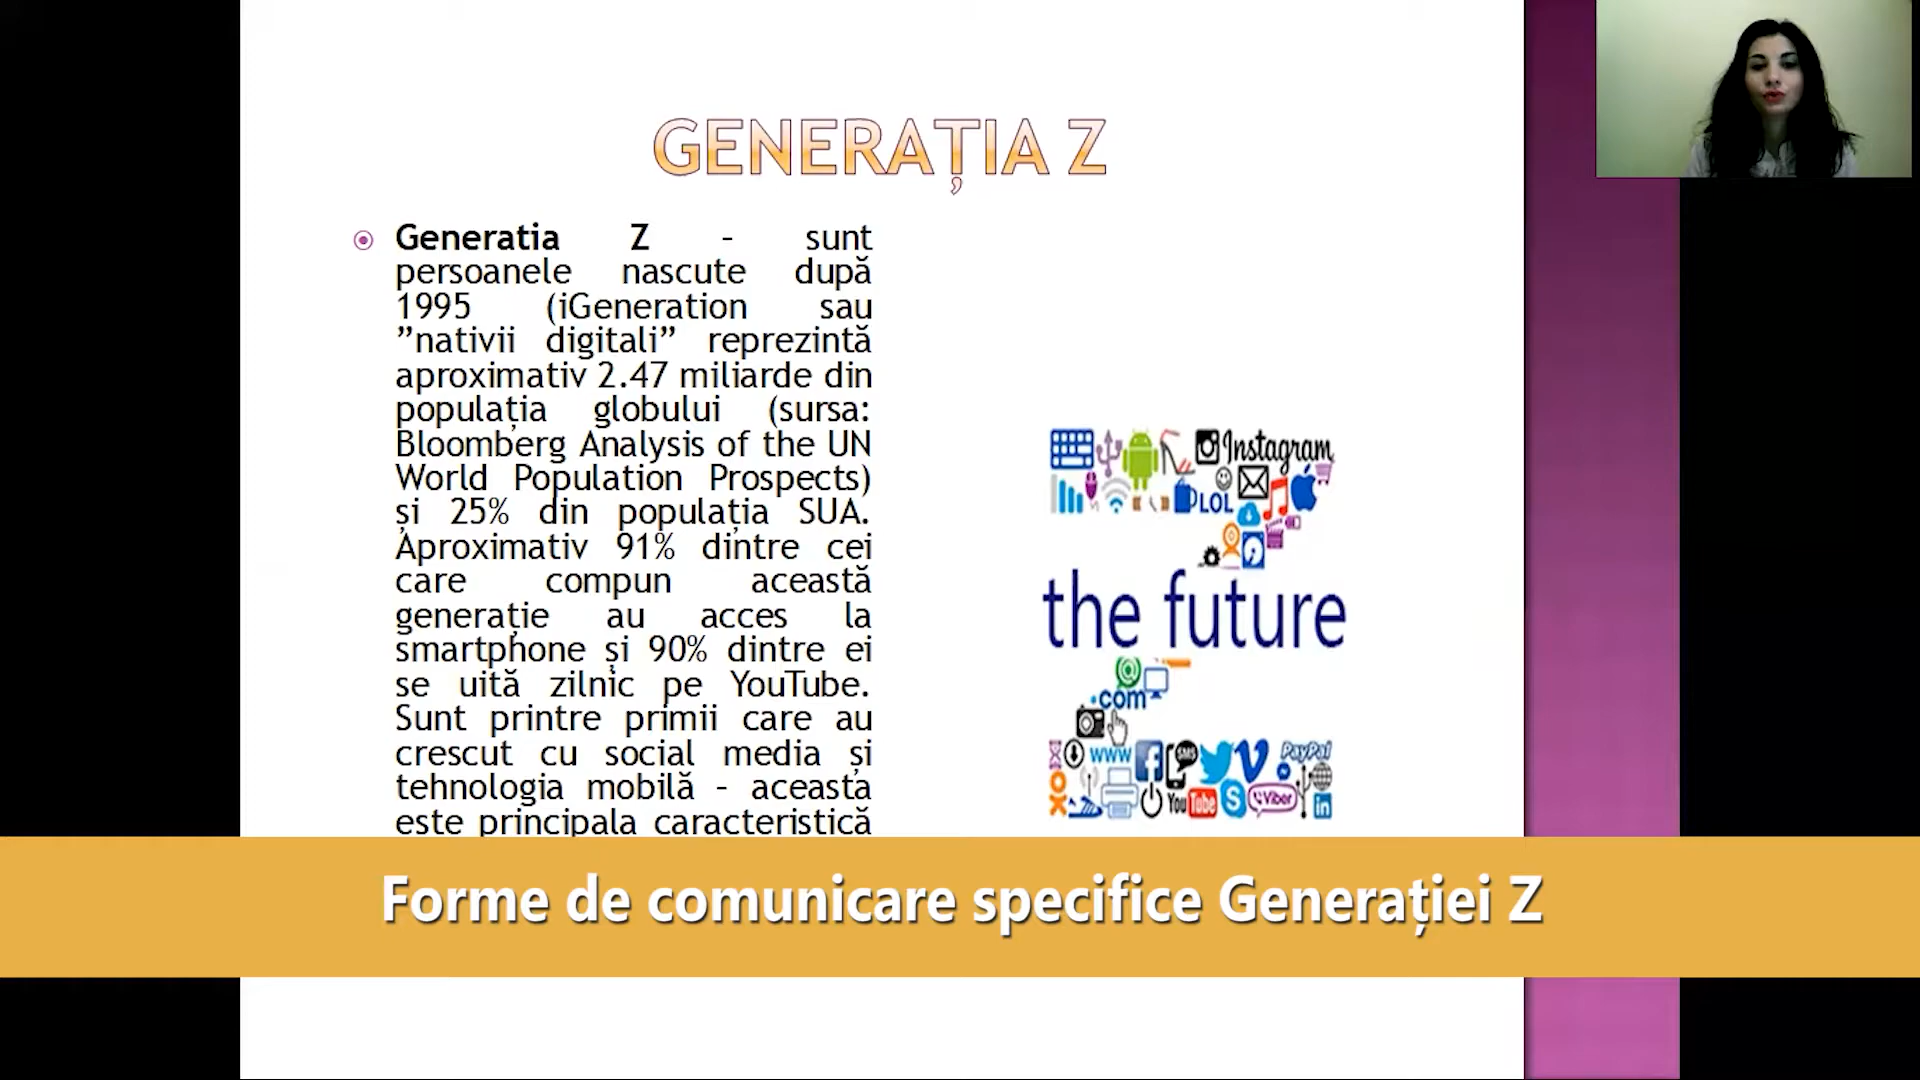 GENERAȚIA Z
Generatia Z – sunt
persoanele nascute după
1995 (iGeneration sau
”nativii digitali” reprezintă
aproximativ 2.47 miliarde din
populația globului (sursa:
Bloomberg Analysis of the UN
World Population Prospects)
și 25% din populația SUA.
Aproximativ 91% dintre cei
care compun această
generație au acces la
smartphone și 90% dintre ei
se uită zilnic pe YouTube.
Sunt printre primii care au
crescut cu social media și
tehnologia mobilă – aceasta
este principala caracteristică
Instagram
LOL
the future
.com
www
SMS
PayPal
YouTube
Viber
in
Forme de comunicare specifice Generației Z